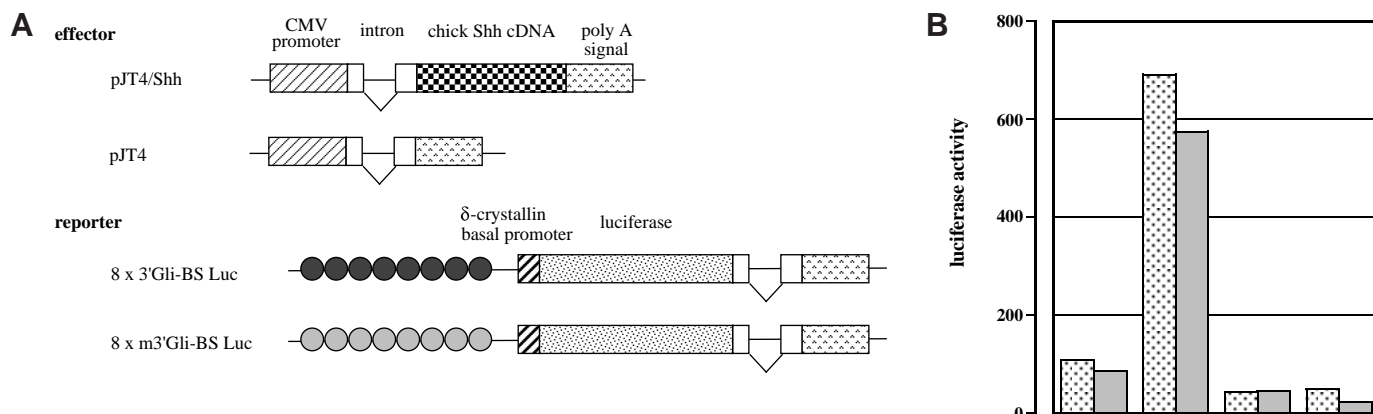 A
effector
CMV
promoter
intron
chick Shh cDNA
poly A
signal
pJT4/Shh
pJT4
reporter
δ-crystallin
basal promoter
luciferase
8 x 3'Gli-BS Luc
8 x m3'Gli-BS Luc
B
luciferase activity
800
600
400
200
0